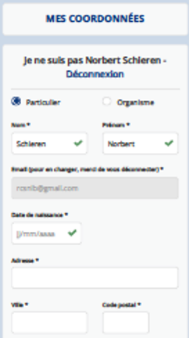 MES COORDONNÉES
Je ne suis pas Norbert Schieren -
Déconnexion
Particulier
Organisme
Nom *
Prénom *
Schieren
Norbert
Email (pour en changer, merci de vous déconnecter) *
rcsnlb@gmail.com
Date de naissance *
jj/mm/aaaa
Adresse *
Ville *
Code postal *